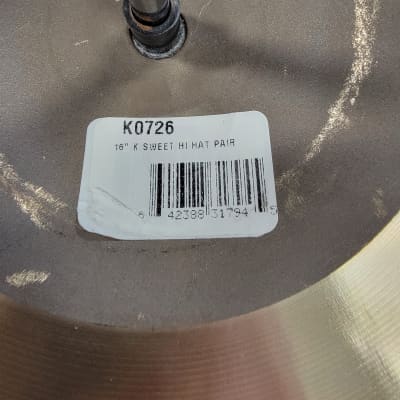 K0726
16" K SWEET HI HAT PAIR
6 42388 31794 5